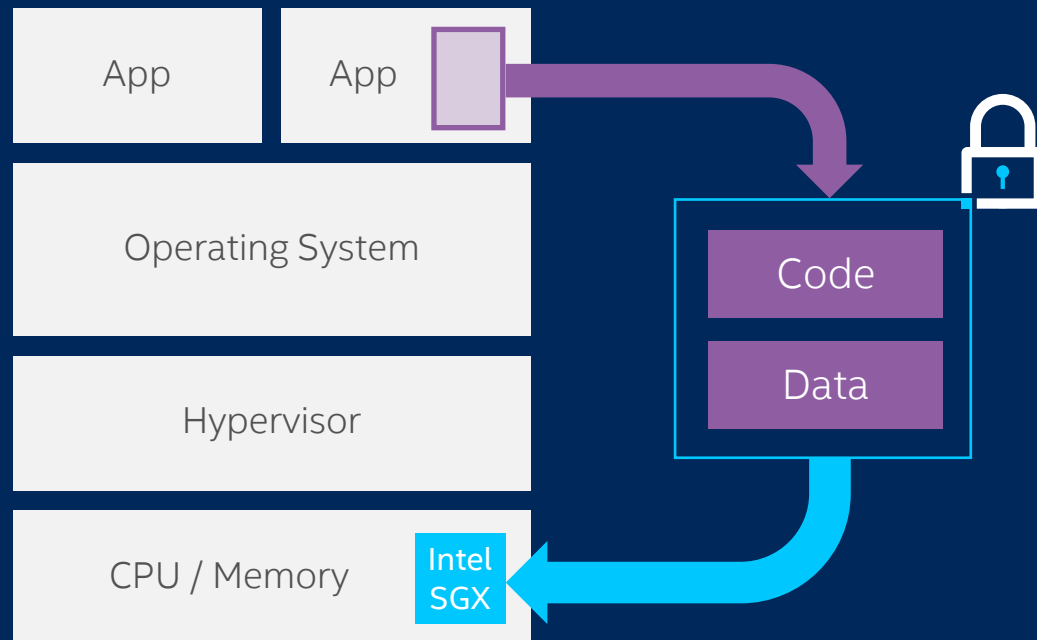 App
App
Operating System
Hypervisor
CPU / Memory
Intel
SGX
Code
Data